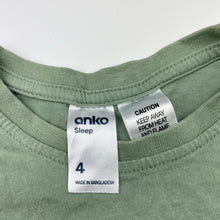 anko
Sleep
4
MADE IN BANGLADESH
CAUTION
KEEP AWAY
FROM HEAT
AND FLAME